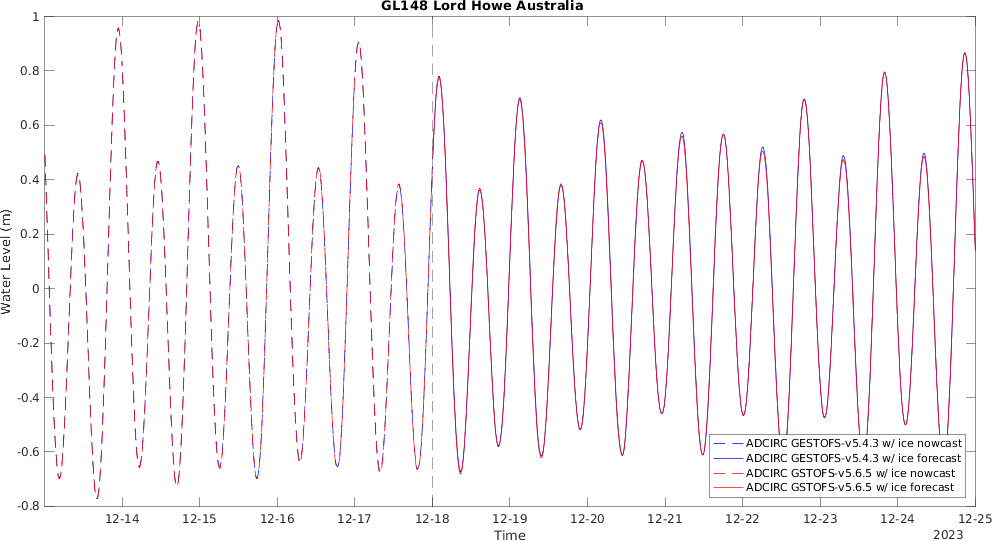 GL148 Lord Howe Australia
1
0.8
0.6
0.4
0.2
0
-0.2
-0.4
-0.6
-0.8
Water Level (m)
ADCIRC GESTOFS-v5.4.3 w/ ice nowcast
ADCIRC GESTOFS-v5.4.3 w/ ice forecast
ADCIRC GSTOFS-v5.6.5 w/ ice nowcast
ADCIRC GSTOFS-v5.6.5 w/ ice forecast
12-14 12-15 12-16 12-17 12-18 12-19 12-20 12-21 12-22 12-23 12-24 12-25
Time
2023